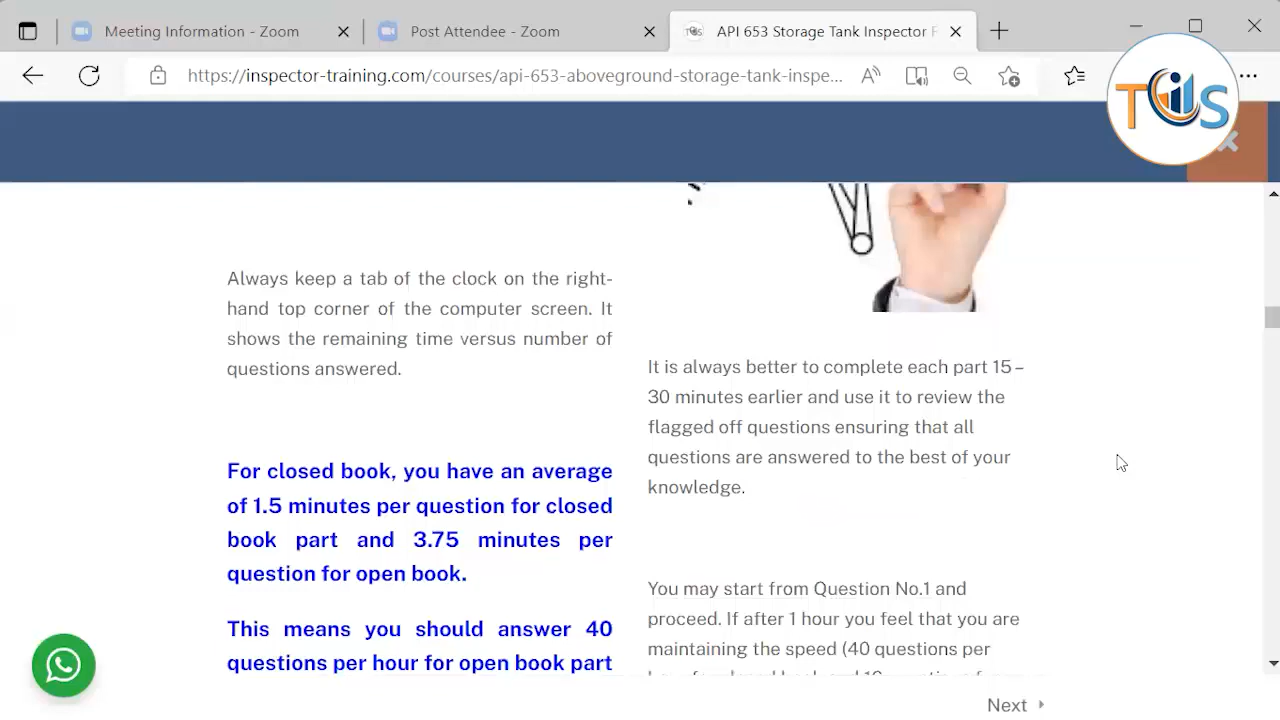 Meeting Information - Zoom
Post Attendee - Zoom
API 653 Storage Tank Inspector
https://inspector-training.com/courses/api-653-aboveground-storage-tank-inspe...
TIS
Always keep a tab of the clock on the right-
hand top corner of the computer screen. It
shows the remaining time versus number of
questions answered.
For closed book, you have an average
of 1.5 minutes per question for closed
book part and 3.75 minutes per
question for open book.
This means you should answer 40
questions per hour for open book part
It is always better to complete each part 15 –
30 minutes earlier and use it to review the
flagged off questions ensuring that all
questions are answered to the best of your
knowledge.
You may start from Question No.1 and
proceed. If after 1 hour you feel that you are
maintaining the speed (40 questions per
Next